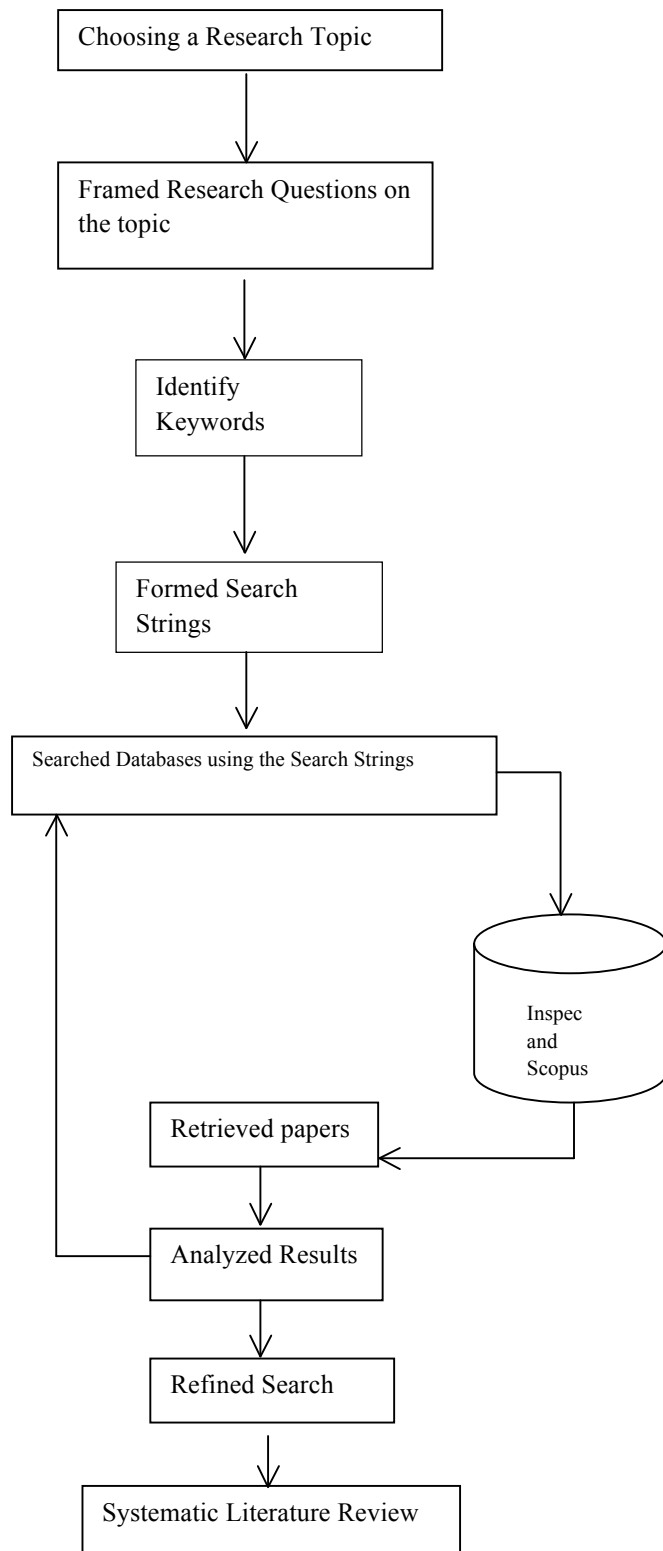 Choosing a Research Topic
Framed Research Questions on
the topic
Identify
Keywords
Formed Search
Strings
Searched Databases using the Search Strings
Inspec
and
Scopus
Retrieved papers
Analyzed Results
Refined Search
Systematic Literature Review